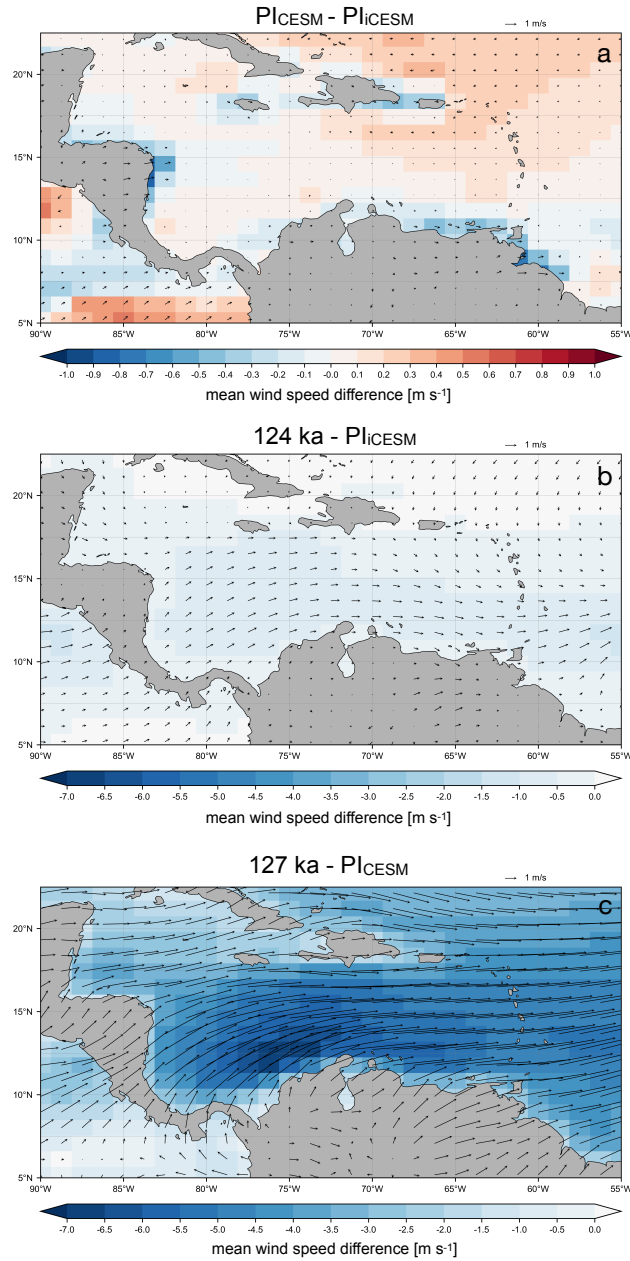 PICESM - PIiCESM
1 m/s
a
20°N
15°N
10°N
5°N
90°W 85°W 80°W 75°W 70°W 65°W 60°W 55°W
-1.0 -0.9 -0.8 -0.7 -0.6 -0.5 -0.4 -0.3 -0.2 -0.1 -0.0 0.1 0.2 0.3 0.4 0.5 0.6 0.7 0.8 0.9 1.0
mean wind speed difference [m s-1]
124 ka - PIiCESM
1 m/s
b
20°N
15°N
10°N
5°N
90°W 85°W 80°W 75°W 70°W 65°W 60°W 55°W
-7.0 -6.5 -6.0 -5.5 -5.0 -4.5 -4.0 -3.5 -3.0 -2.5 -2.0 -1.5 -1.0 -0.5 0.0
mean wind speed difference [m s-1]
127 ka - PICESM
1 m/s
c
20°N
15°N
10°N
5°N
90°W 85°W 80°W 75°W 70°W 65°W 60°W 55°W
-7.0 -6.5 -6.0 -5.5 -5.0 -4.5 -4.0 -3.5 -3.0 -2.5 -2.0 -1.5 -1.0 -0.5 0.0
mean wind speed difference [m s-1]